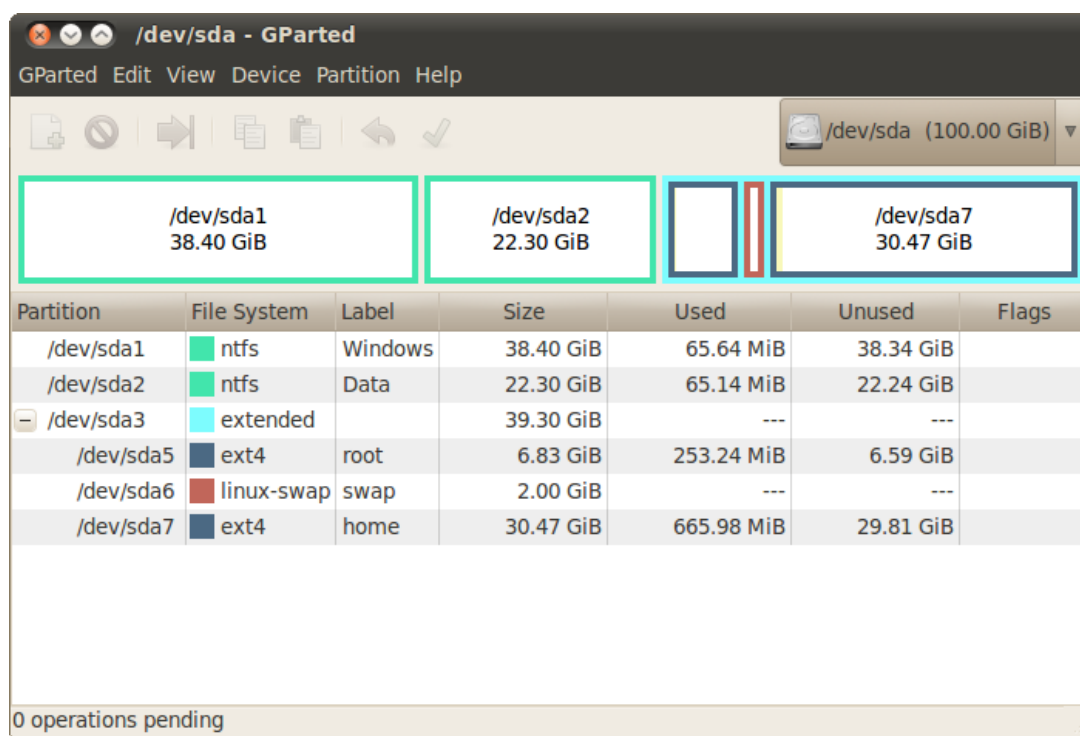 /dev/sda - GParted
GParted Edit View Device Partition Help
/dev/sda (100.00 GiB)
/dev/sda1
38.40 GiB
/dev/sda2
22.30 GiB
/dev/sda7
30.47 GiB
Partition File System Label Size Used Unused Flags
/dev/sda1 ntfs Windows 38.40 GiB 65.64 MiB 38.34 GiB
/dev/sda2 ntfs Data 22.30 GiB 65.14 MiB 22.24 GiB
/dev/sda3 extended 39.30 GiB --- ---
/dev/sda5 ext4 root 6.83 GiB 253.24 MiB 6.59 GiB
/dev/sda6 linux-swap swap 2.00 GiB --- ---
/dev/sda7 ext4 home 30.47 GiB 665.98 MiB 29.81 GiB
0 operations pending